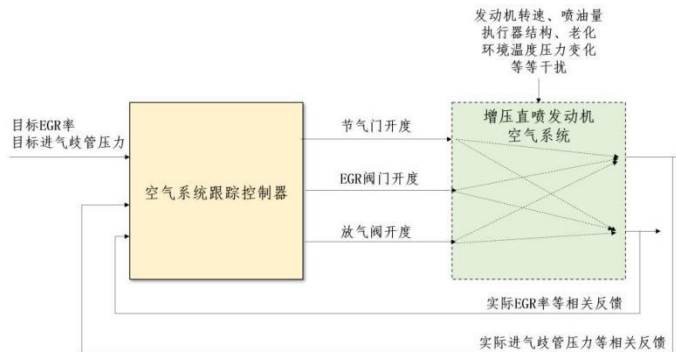 发动机转速、喷油量
执行器结构、老化
环境温度压力变化
等等干扰
目标EGR率
目标进气歧管压力
空气系统跟踪控制器
节气门开度
EGR阀门开度
放气阀开度
增压直喷发动机
空气系统
实际EGR率等相关反馈
实际进气歧管压力等相关反馈